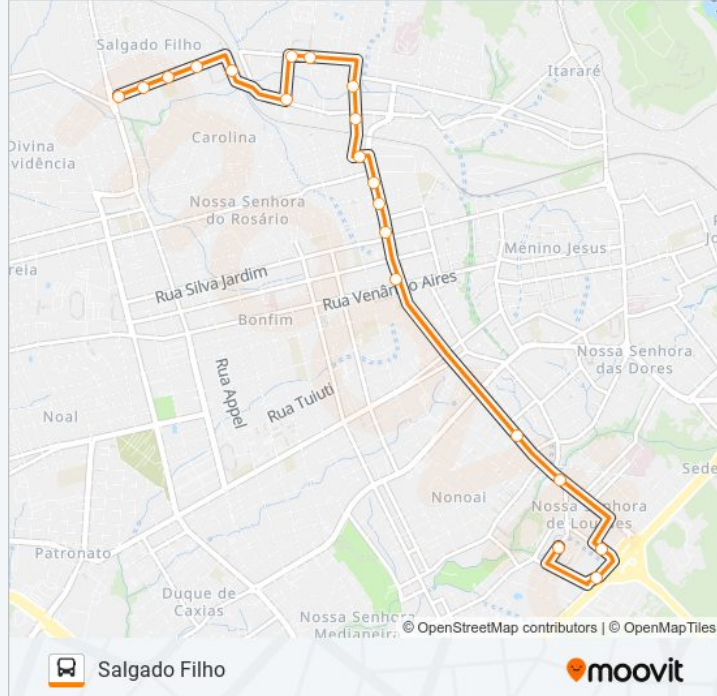 Salgado Filho
Itararé
Divina
vidência
Carolina
Nossa Senhora
do Rosário
Menino Jesus
reia
Rua Silva Jardim
Rua Venâncio Aires
Bonfim
Nossa Senhora
das Dores
Rua Appel
Rua Tuiuti
Noal
Sede
Nonoai
Nossa Senhora
de Lourdes
Patronato
Duque de
Caxias
Nossa Senhora
Medianeira
© OpenStreetMap contributors | © OpenMapTiles
Salgado Filho
moovit